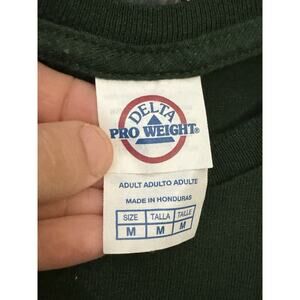 DELTA
PRO WEIGHT®
ADULT ADULTO ADULTE
MADE IN HONDURAS
SIZE TALLA TAILLE
M M M